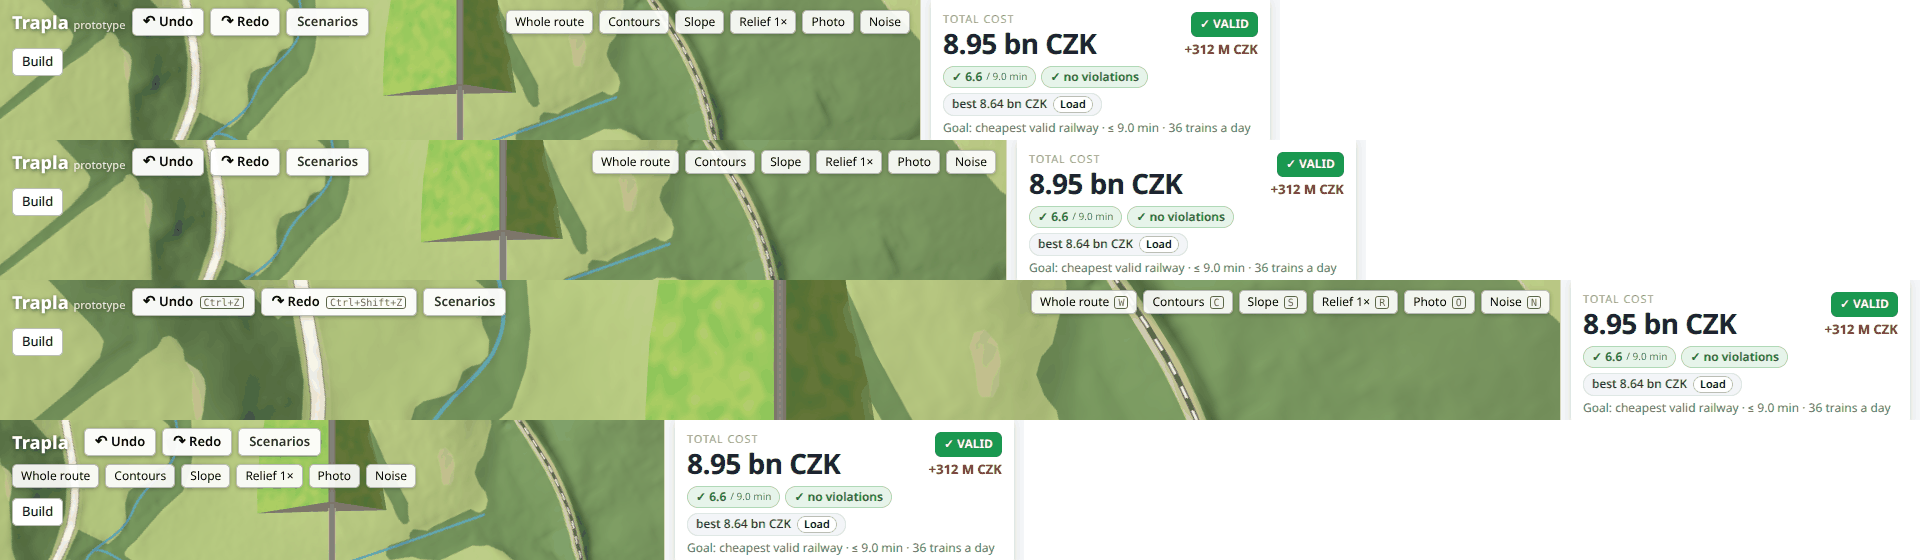 Trapla prototype ↶ Undo ↷ Redo Scenarios Whole route Contours Slope Relief 1× Photo Noise
Build
TOTAL COST ✓ VALID
8.95 bn CZK +312 M CZK
✓ 6.6 / 9.0 min ✓ no violations
best 8.64 bn CZK Load
Goal: cheapest valid railway · ≤ 9.0 min · 36 trains a day
Trapla prototype ↶ Undo ↷ Redo Scenarios Whole route Contours Slope Relief 1× Photo Noise
Build
TOTAL COST ✓ VALID
8.95 bn CZK +312 M CZK
✓ 6.6 / 9.0 min ✓ no violations
best 8.64 bn CZK Load
Goal: cheapest valid railway · ≤ 9.0 min · 36 trains a day
Trapla prototype ↶ Undo Ctrl+Z ↷ Redo Ctrl+Shift+Z Scenarios Whole route W Contours C Slope S Relief 1× R Photo O Noise N
Build
TOTAL COST ✓ VALID
8.95 bn CZK +312 M CZK
✓ 6.6 / 9.0 min ✓ no violations
best 8.64 bn CZK Load
Goal: cheapest valid railway · ≤ 9.0 min · 36 trains a day
Trapla ↶ Undo ↷ Redo Scenarios
Whole route Contours Slope Relief 1× Photo Noise
Build
TOTAL COST ✓ VALID
8.95 bn CZK +312 M CZK
✓ 6.6 / 9.0 min ✓ no violations
best 8.64 bn CZK Load
Goal: cheapest valid railway · ≤ 9.0 min · 36 trains a day